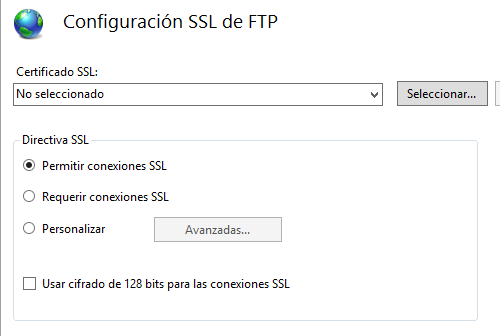 Configuración SSL de FTP
Certificado SSL:
No seleccionado
Seleccionar...
Directiva SSL
Permitir conexiones SSL
Requerir conexiones SSL
Personalizar
Avanzadas...
Usar cifrado de 128 bits para las conexiones SSL